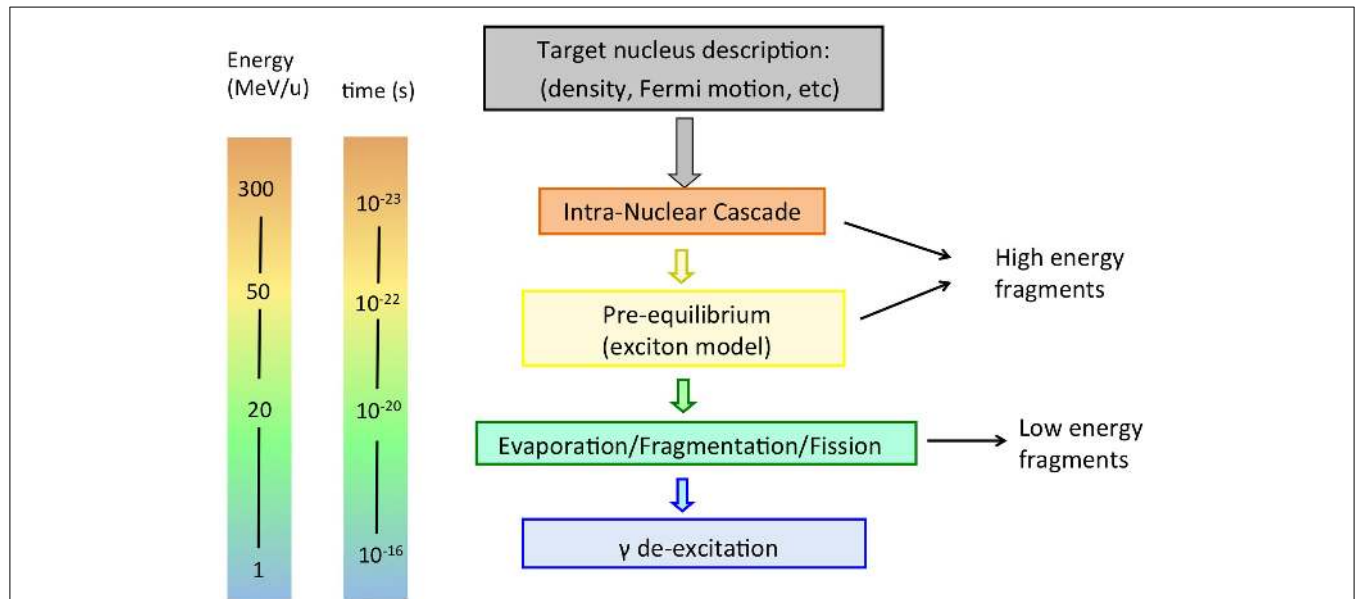 Energy
(MeV/u)
time (s)
300
50
20
1
10⁻²³
10⁻²²
10⁻²⁰
10⁻¹⁶
Target nucleus description:
(density, Fermi motion, etc)
Intra-Nuclear Cascade
Pre-equilibrium
(exciton model)
Evaporation/Fragmentation/Fission
γ de-excitation
High energy
fragments
Low energy
fragments